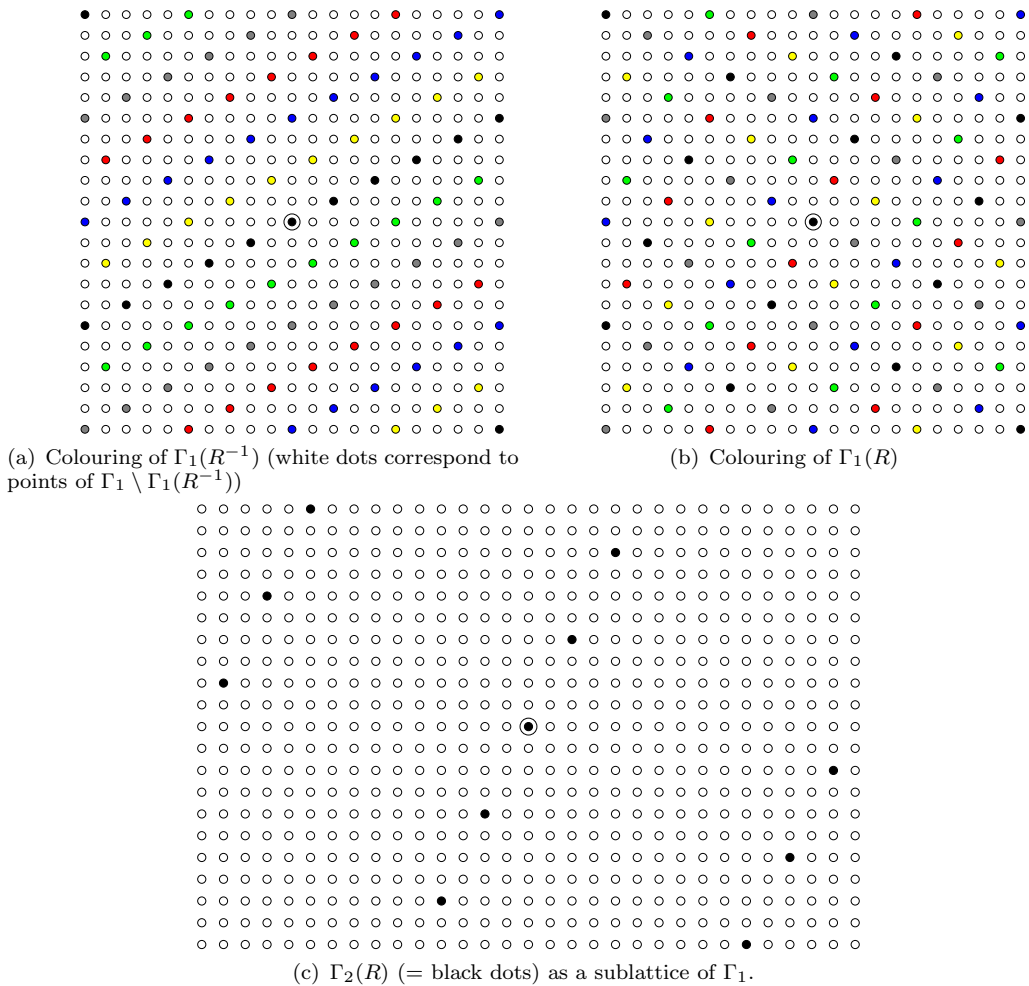 (a) Colouring of Γ₁(R⁻¹) (white dots correspond to
points of Γ₁ \ Γ₁(R⁻¹))
(b) Colouring of Γ₁(R)
(c) Γ₂(R) (= black dots) as a sublattice of Γ₁.